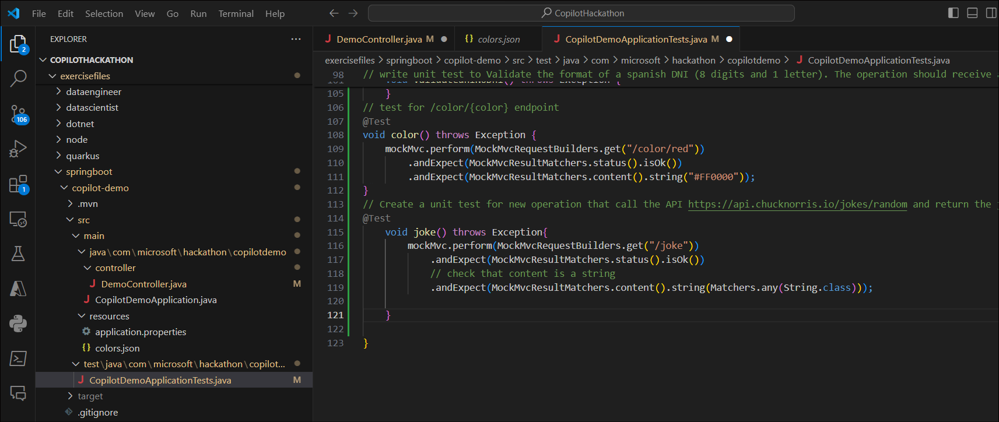 File Edit Selection View Go Run Terminal Help
CopilotHackathon
EXPLORER
COPILOTHACKATHON
exercisefiles
dataengineer
datascientist
dotnet
node
quarkus
springboot
copilot-demo
.mvn
src
main
java\com\microsoft\hackathon\copilotdemo
controller
DemoController.java M
CopilotDemoApplication.java
resources
application.properties
{} colors.json
test\java\com\microsoft\hackathon\copilot...
CopilotDemoApplicationTests.java M
target
.gitignore
2
106
1
DemoController.java M
{} colors.json
CopilotDemoApplicationTests.java M
exercisefiles > springboot > copilot-demo > src > test > java > com > microsoft > hackathon > copilotdemo > J CopilotDemoApplicationTests.java
98 // write unit test to Validate the format of a spanish DNI (8 digits and 1 letter). The operation should receive
105 }
106 // test for /color/{color} endpoint
107 @Test
108 void color() throws Exception {
109 mockMvc.perform(MockMvcRequestBuilders.get("/color/red"))
110 .andExpect(MockMvcResultMatchers.status().isOk())
111 .andExpect(MockMvcResultMatchers.content().string("#FF0000"));
112 }
113 // Create a unit test for new operation that call the API https://api.chucknorris.io/jokes/random and return the
114 @Test
115 void joke() throws Exception{
116 mockMvc.perform(MockMvcRequestBuilders.get("/joke"))
117 .andExpect(MockMvcResultMatchers.status().isOk())
118 // check that content is a string
119 .andExpect(MockMvcResultMatchers.content().string(Matchers.any(String.class)));
120
121 }
122
123 }